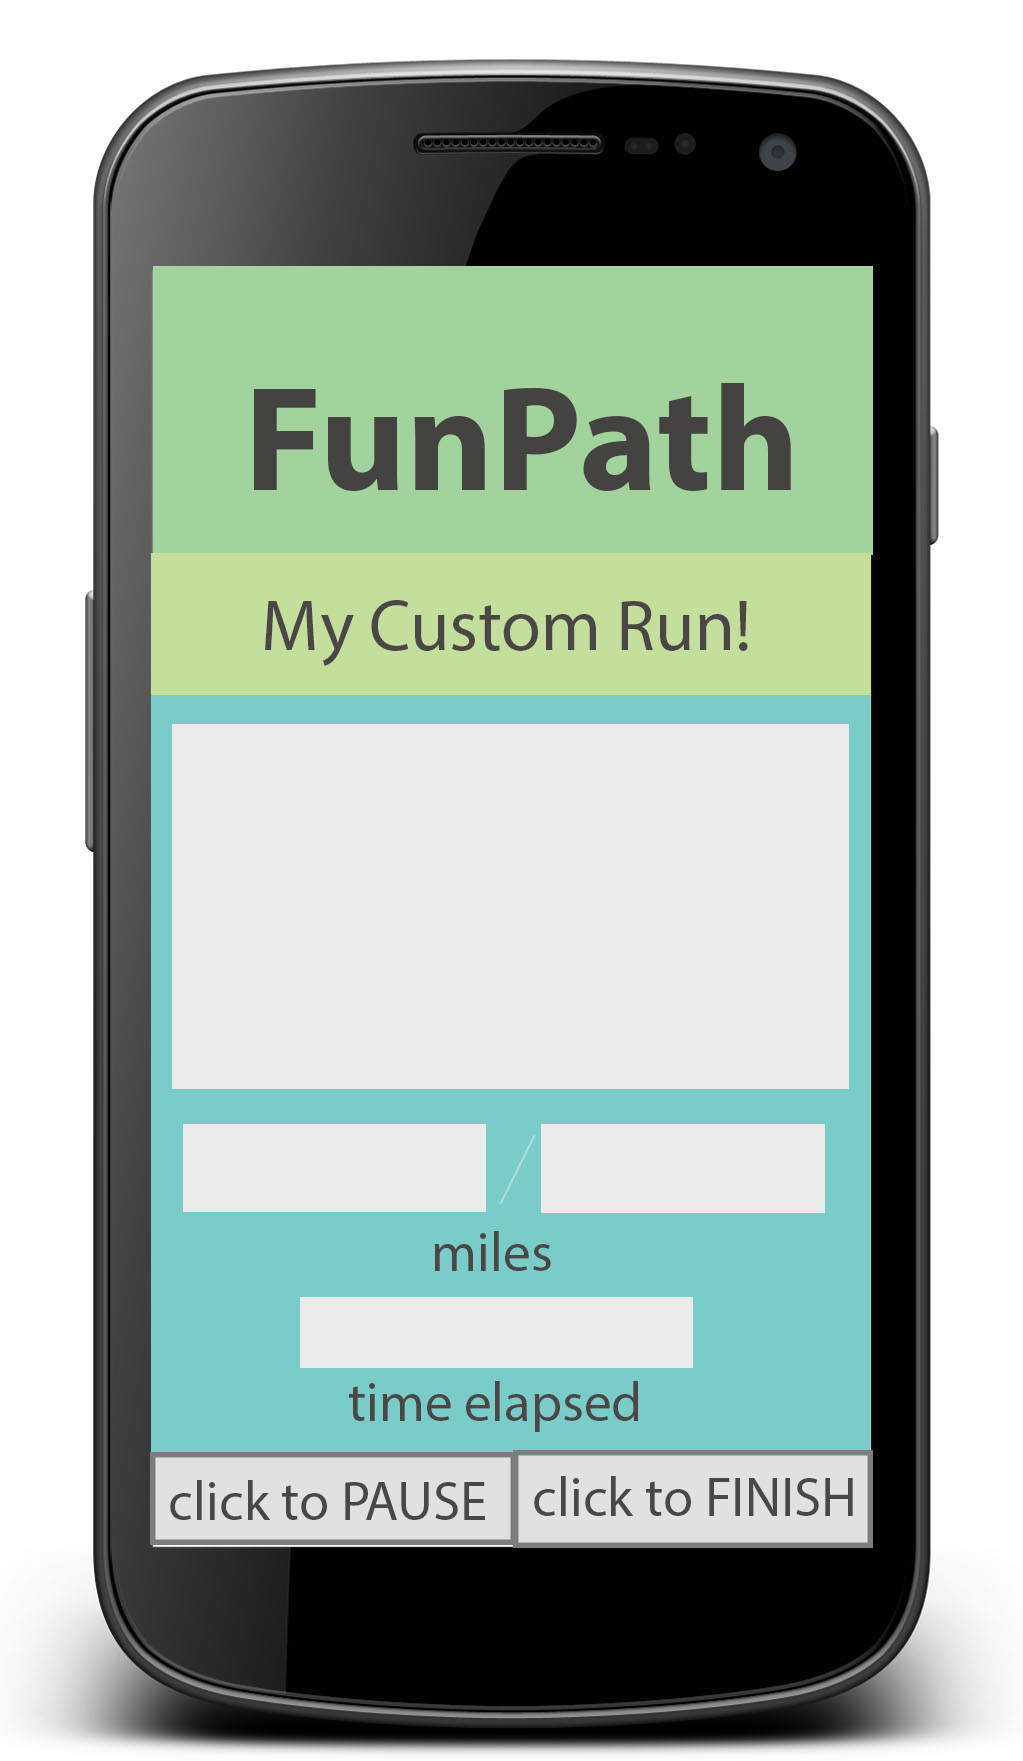 FunPath
My Custom Run!
/
miles
time elapsed
click to PAUSE
click to FINISH